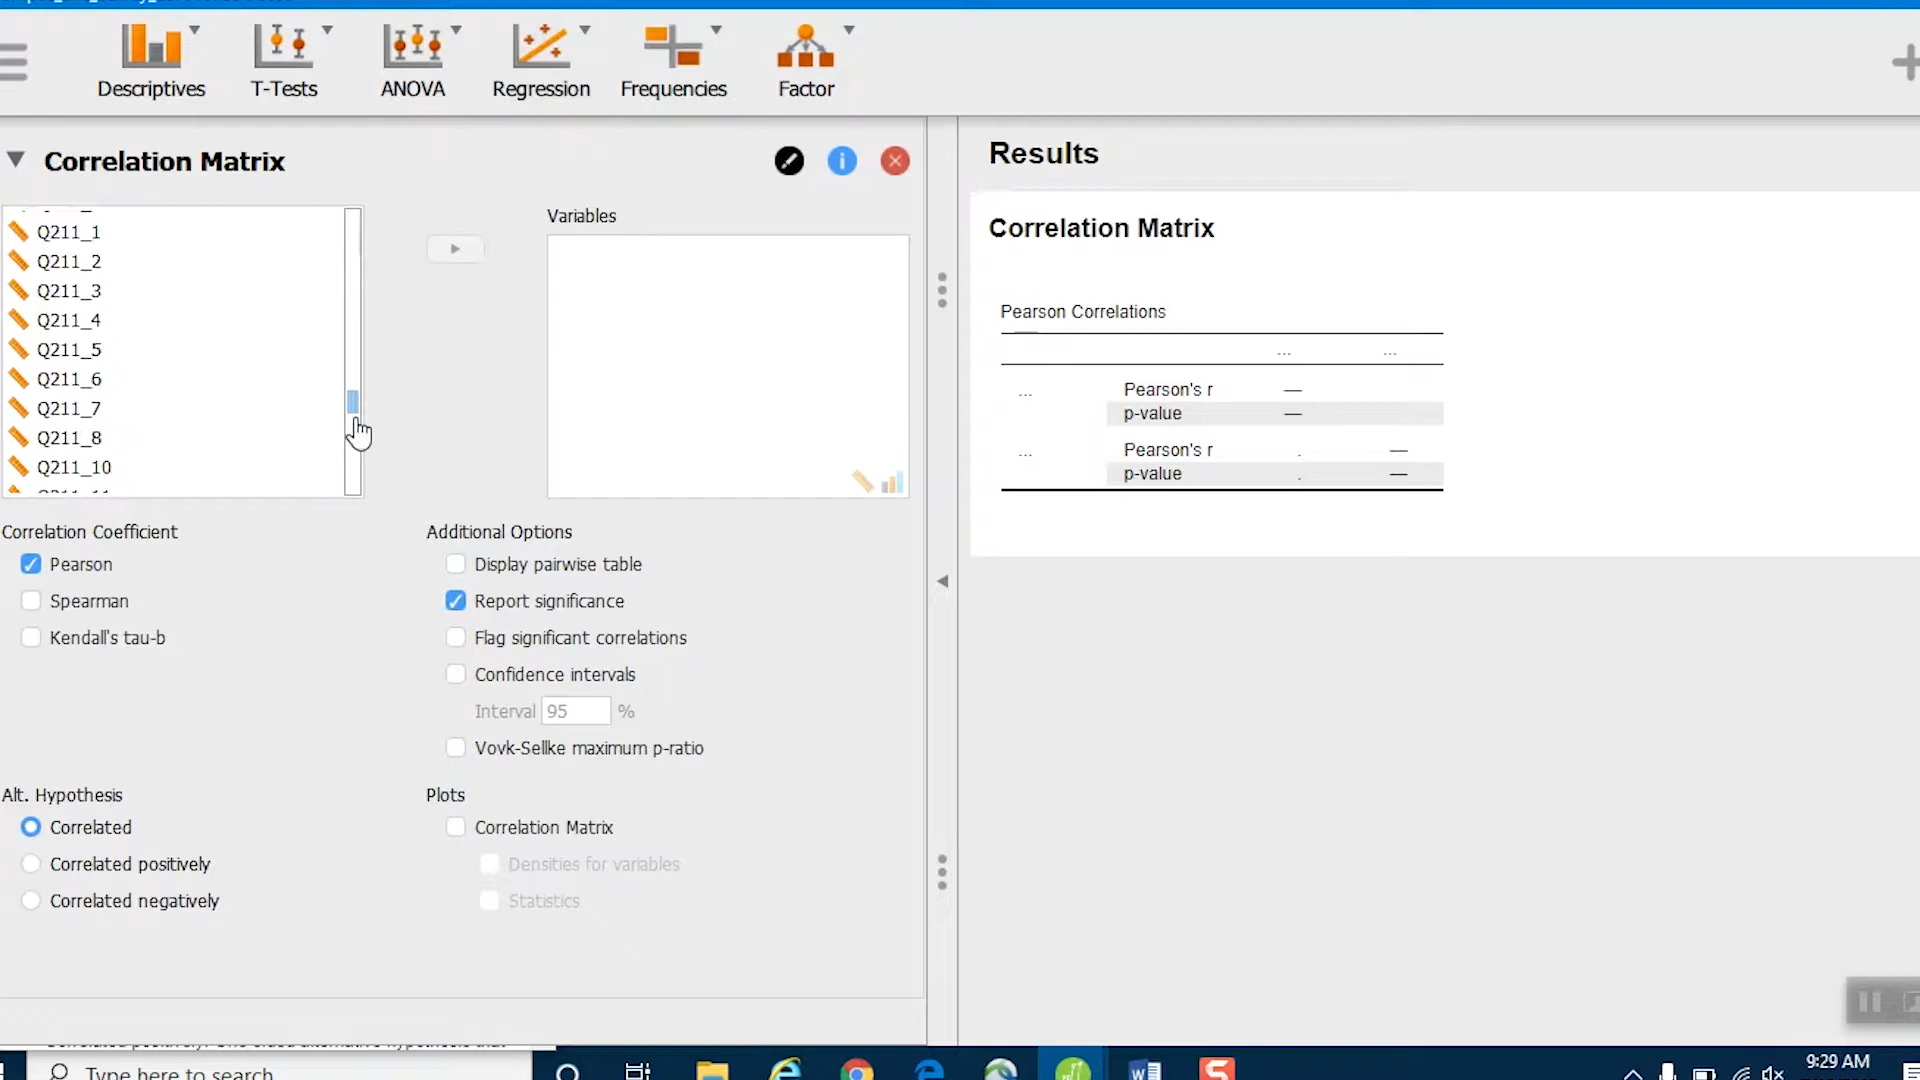 Descriptives
T-Tests
ANOVA
Regression
Frequencies
Factor
Correlation Matrix
Q211_1
Q211_2
Q211_3
Q211_4
Q211_5
Q211_6
Q211_7
Q211_8
Q211_10
Variables
Correlation Coefficient
Pearson
Spearman
Kendall's tau-b
Additional Options
Display pairwise table
Report significance
Flag significant correlations
Confidence intervals
Interval 95 %
Vovk-Sellke maximum p-ratio
Alt. Hypothesis
Correlated
Correlated positively
Correlated negatively
Plots
Correlation Matrix
Densities for variables
Statistics
Results
Correlation Matrix
Pearson Correlations
... ...
... Pearson's r —
p-value —
... Pearson's r . —
p-value . —
Type here to search
9:29 AM